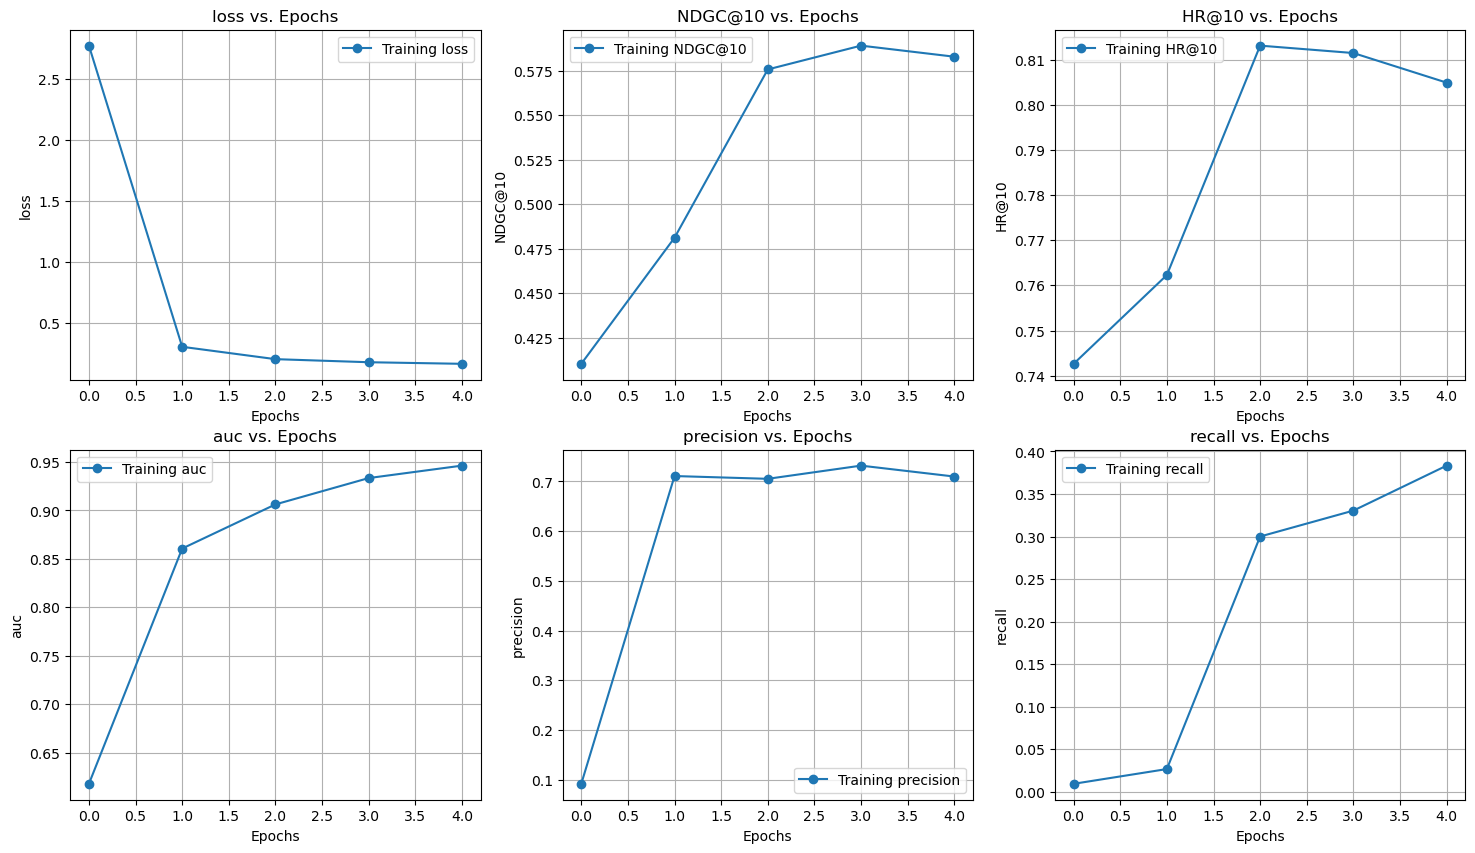 loss vs. Epochs
Training loss
2.5
2.0
1.5
1.0
0.5
loss
0.0 0.5 1.0 1.5 2.0 2.5 3.0 3.5 4.0
Epochs
NDGC@10 vs. Epochs
Training NDGC@10
0.575
0.550
0.525
0.500
0.475
0.450
0.425
NDGC@10
0.0 0.5 1.0 1.5 2.0 2.5 3.0 3.5 4.0
Epochs
HR@10 vs. Epochs
Training HR@10
0.81
0.80
0.79
0.78
0.77
0.76
0.75
0.74
HR@10
0.0 0.5 1.0 1.5 2.0 2.5 3.0 3.5 4.0
Epochs
auc vs. Epochs
Training auc
0.95
0.90
0.85
0.80
0.75
0.70
0.65
auc
0.0 0.5 1.0 1.5 2.0 2.5 3.0 3.5 4.0
Epochs
precision vs. Epochs
0.7
0.6
0.5
0.4
0.3
0.2
0.1
precision
Training precision
0.0 0.5 1.0 1.5 2.0 2.5 3.0 3.5 4.0
Epochs
recall vs. Epochs
Training recall
0.40
0.35
0.30
0.25
0.20
0.15
0.10
0.05
0.00
recall
0.0 0.5 1.0 1.5 2.0 2.5 3.0 3.5 4.0
Epochs